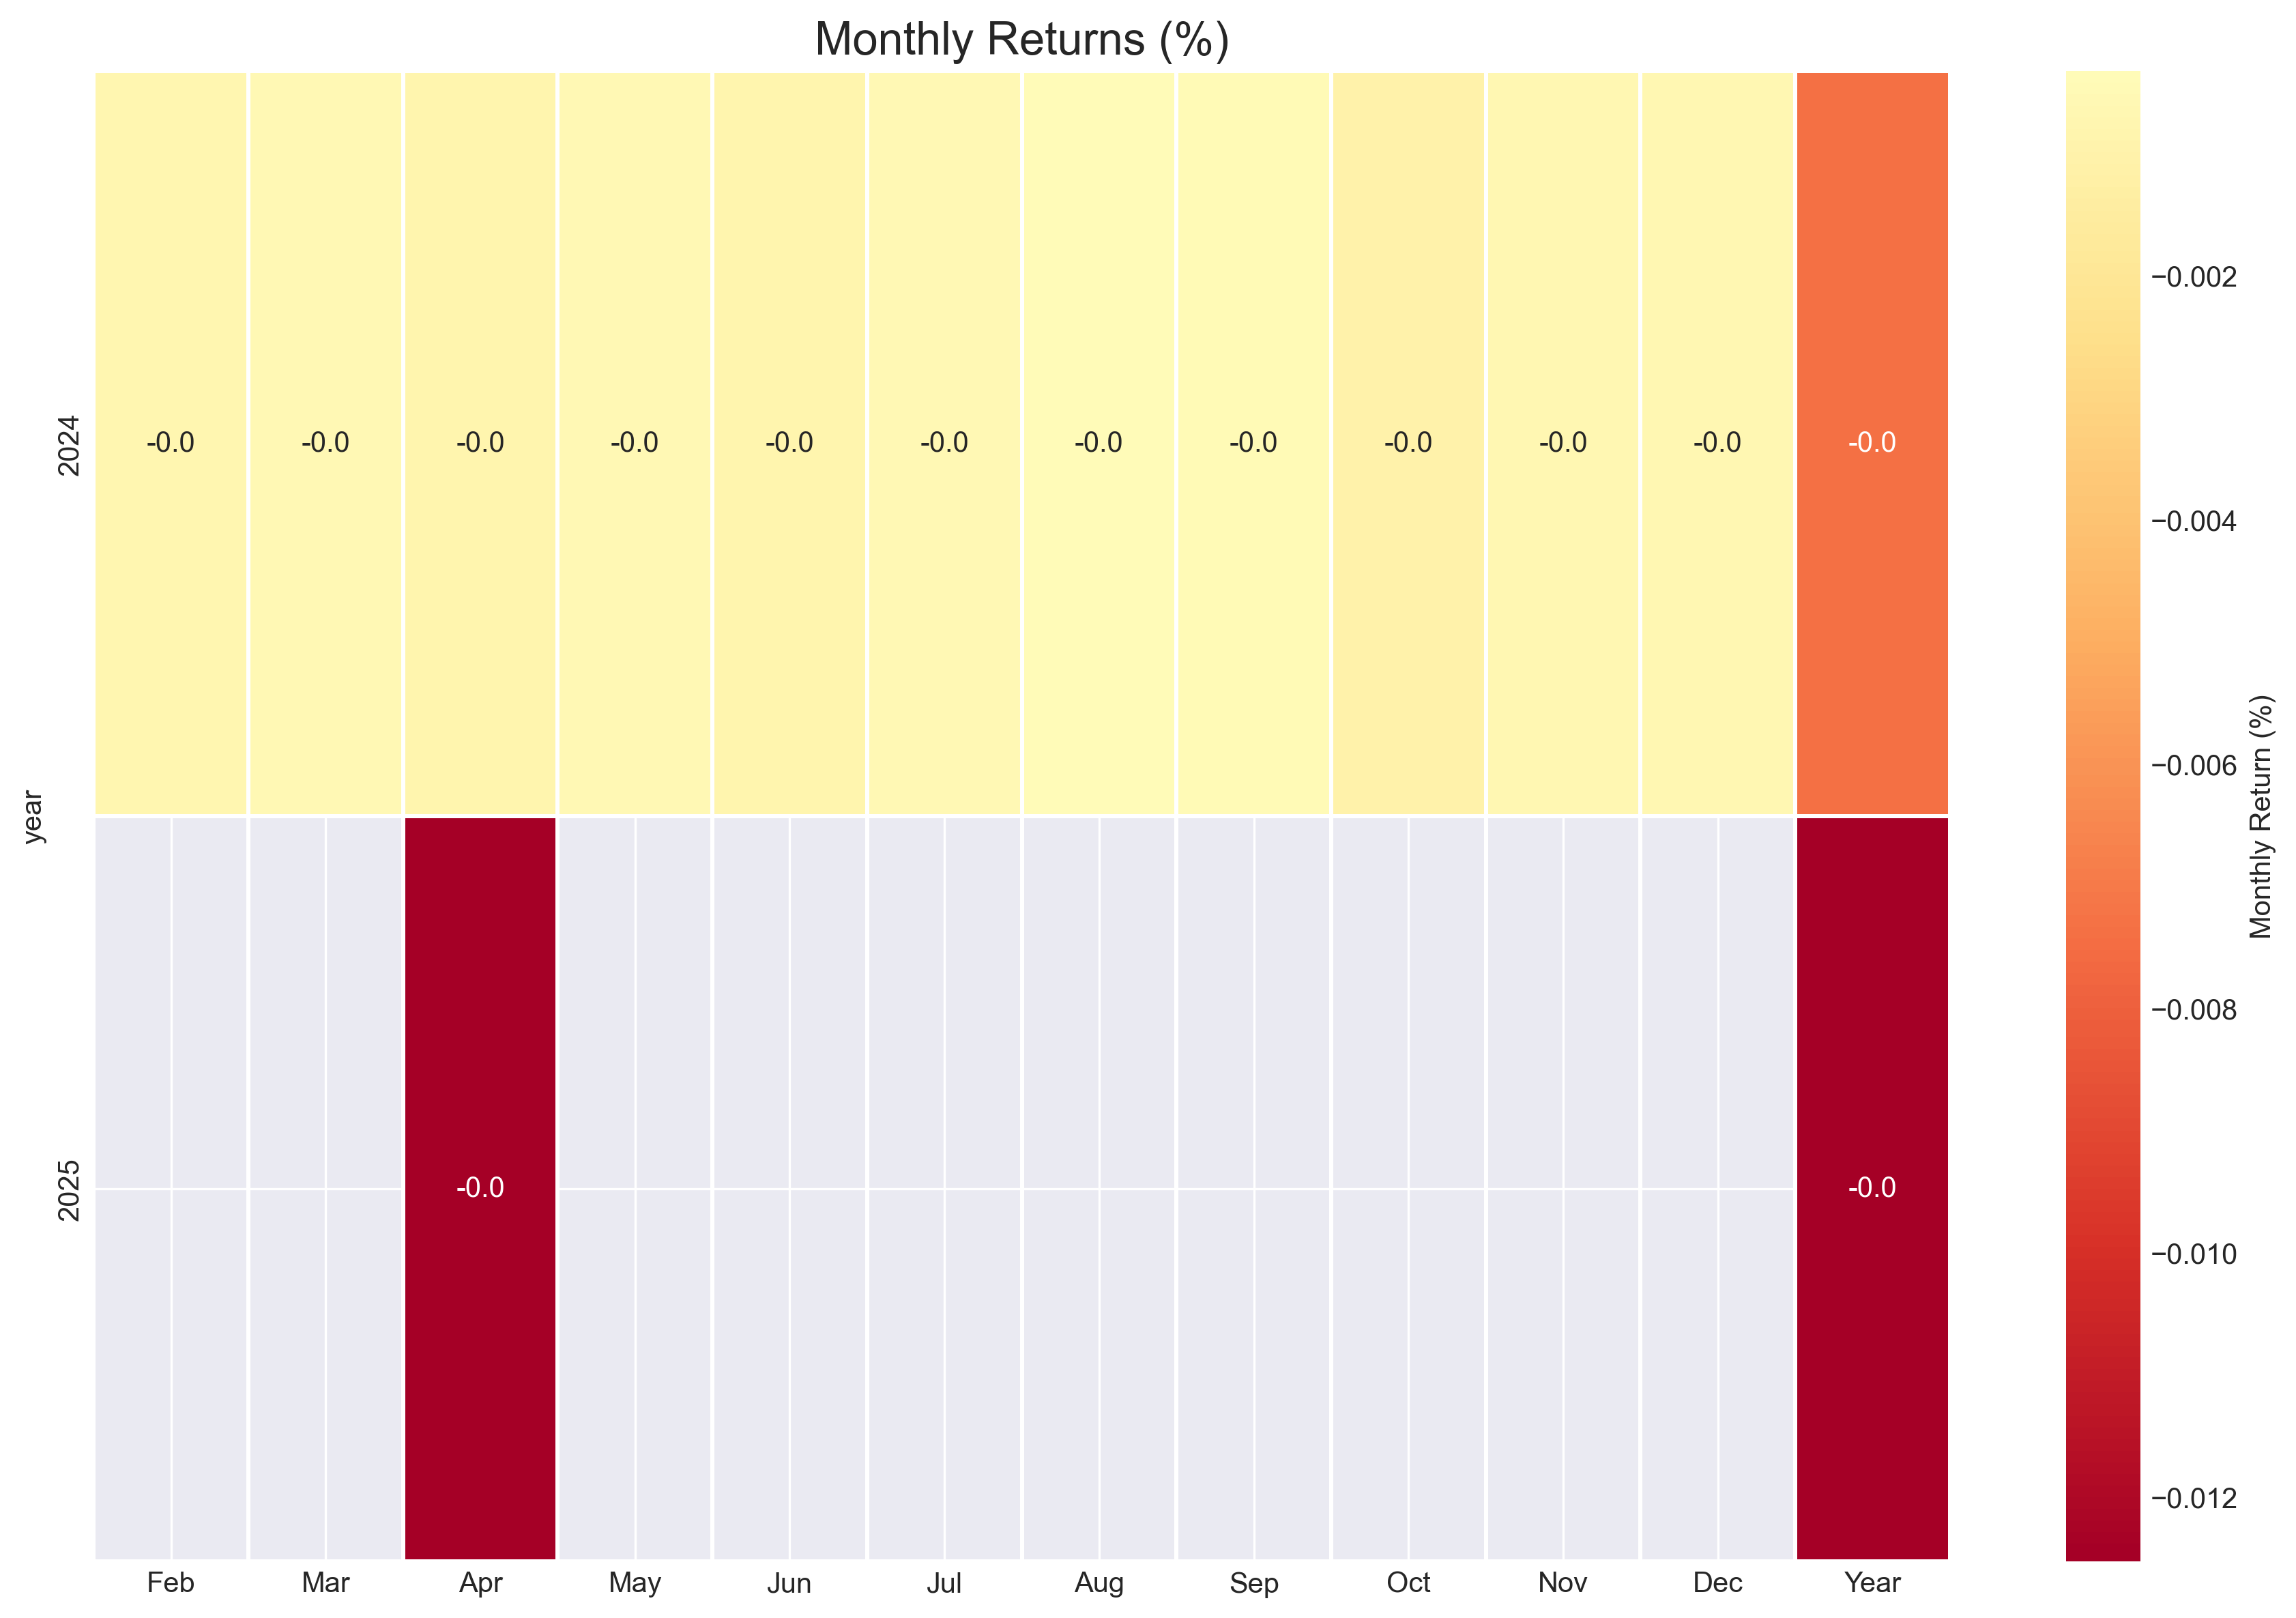 Monthly Returns (%)
year
2024
-0.0 -0.0 -0.0 -0.0 -0.0 -0.0 -0.0 -0.0 -0.0 -0.0 -0.0 -0.0
2025
-0.0 -0.0
Feb Mar Apr May Jun Jul Aug Sep Oct Nov Dec Year
−0.002
−0.004
−0.006
−0.008
−0.010
−0.012
Monthly Return (%)